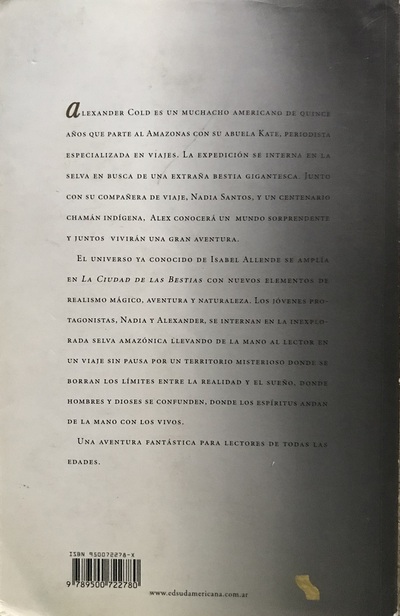 Alexander Cold es un muchacho americano de quince
años que parte al Amazonas con su abuela Kate, periodista
especializada en viajes. La expedición se interna en la
selva en busca de una extraña bestia gigantesca. Junto
con su compañera de viaje, Nadia Santos, y un centenario
chamán indígena, Alex conocerá un mundo sorprendente
y juntos vivirán una gran aventura.
El universo ya conocido de Isabel Allende se amplía
en La Ciudad de las Bestias con nuevos elementos de
realismo mágico, aventura y naturaleza. Los jóvenes pro-
tagonistas, Nadia y Alexander, se internan en la inexplo-
rada selva amazónica llevando de la mano al lector en
un viaje sin pausa por un territorio misterioso donde se
borran los límites entre la realidad y el sueño, donde
hombres y dioses se confunden, donde los espíritus andan
de la mano con los vivos.
Una aventura fantástica para lectores de todas las
edades.
ISBN 950072278-X
9 789500 722780
www.edsudamericana.com.ar